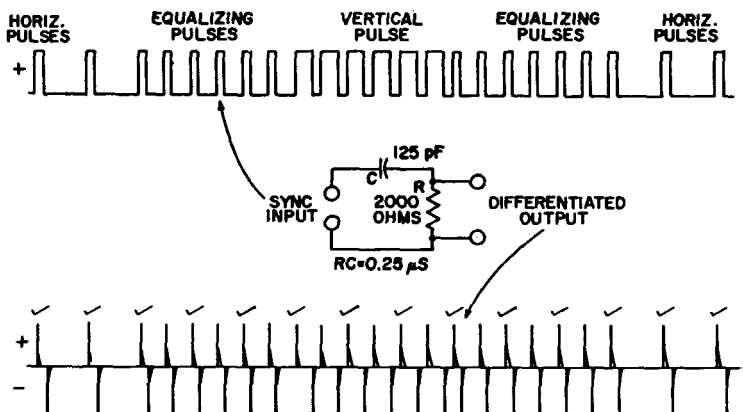 HORIZ. PULSES
EQUALIZING PULSES
VERTICAL PULSE
EQUALIZING PULSES
HORIZ. PULSES
+
125 pF
C
R
2000 OHMS
SYNC INPUT
DIFFERENTIATED OUTPUT
RC=0.25 µS
+
−